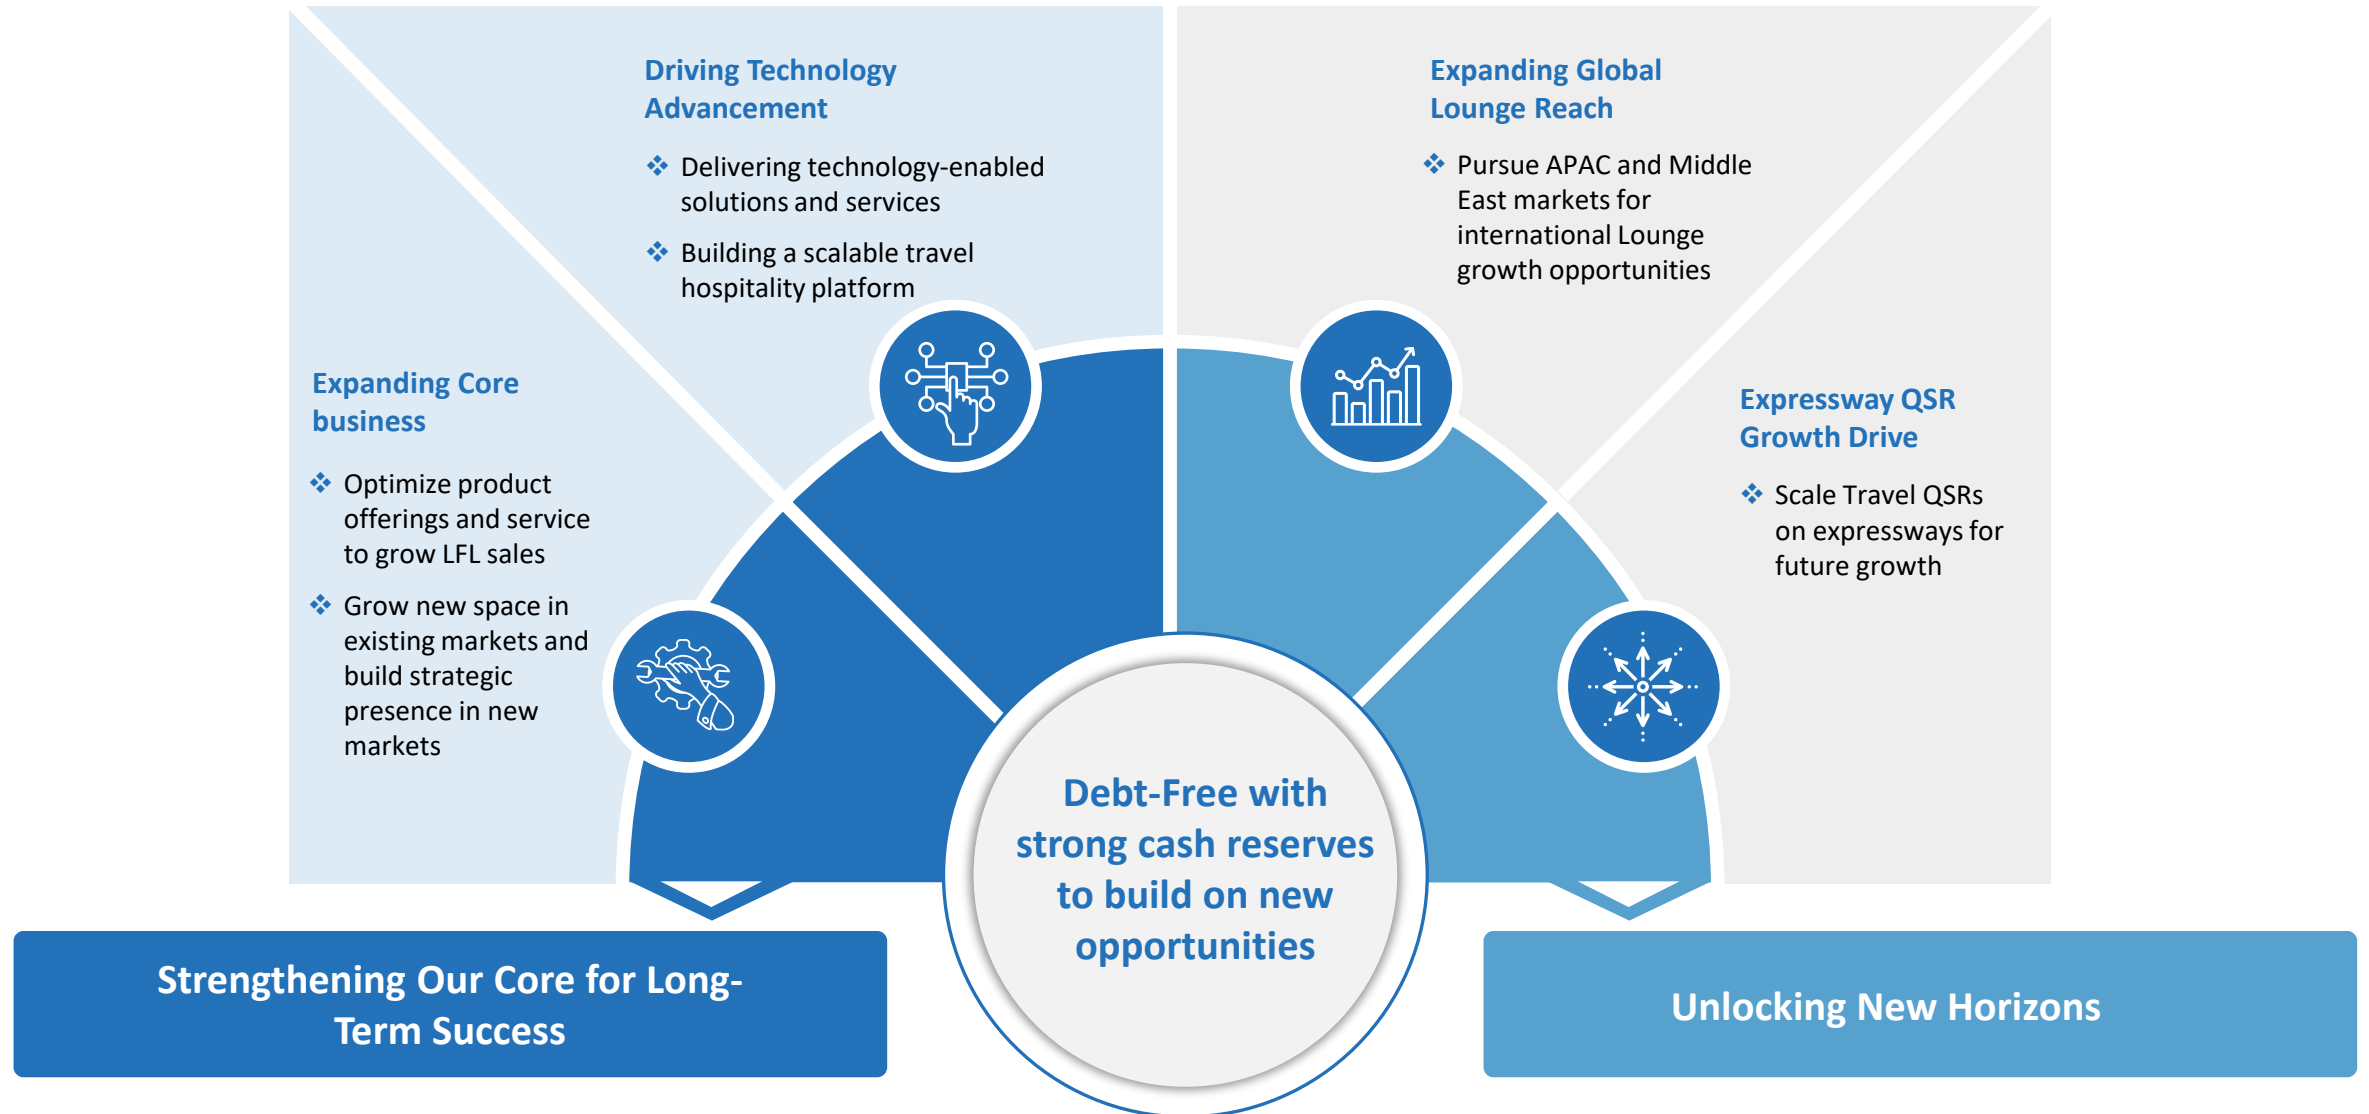 Driving Technology
Advancement
Delivering technology-enabled
solutions and services
Building a scalable travel
hospitality platform
Expanding Global
Lounge Reach
Pursue APAC and Middle
East markets for
international Lounge
growth opportunities
Expanding Core
business
Optimize product
offerings and service
to grow LFL sales
Grow new space in
existing markets and
build strategic
presence in new
markets
Expressway QSR
Growth Drive
Scale Travel QSRs
on expressways for
future growth
Debt-Free with
strong cash reserves
to build on new
opportunities
Strengthening Our Core for Long-
Term Success
Unlocking New Horizons